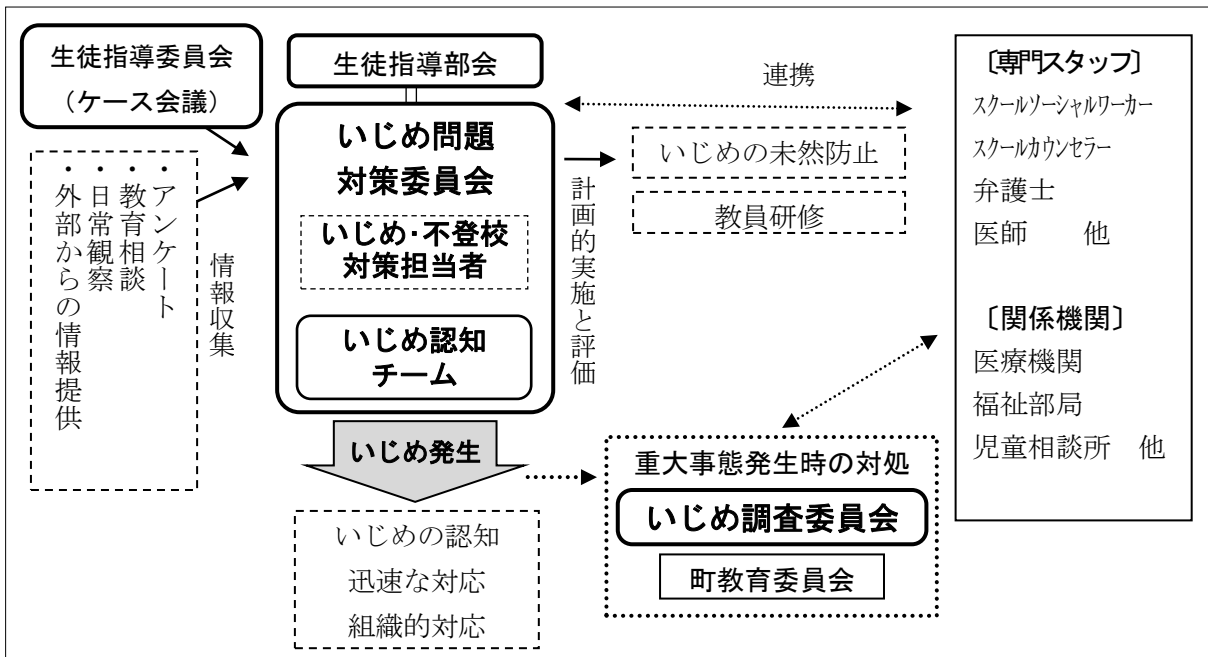 生徒指導委員会
（ケース会議）
生徒指導部会
・アンケート
・教育相談
・日常観察
・外部からの情報提供
情報収集
いじめ問題
対策委員会
いじめ・不登校
対策担当者
いじめ認知
チーム
計画的実施と評価
連携
いじめの未然防止
教員研修
〔専門スタッフ〕
スクールソーシャルワーカー
スクールカウンセラー
弁護士
医師　　他
〔関係機関〕
医療機関
福祉部局
児童相談所　他
いじめ発生
いじめの認知
迅速な対応
組織的対応
重大事態発生時の対処
いじめ調査委員会
町教育委員会